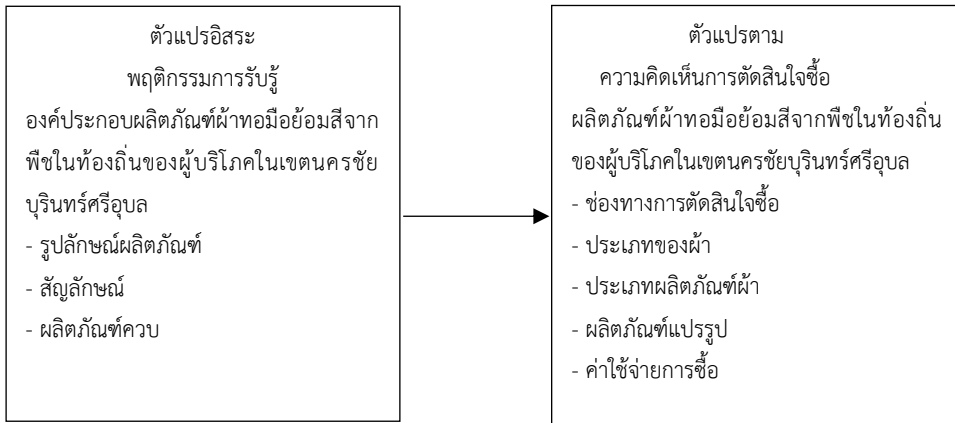 ตัวแปรอิสระ
พฤติกรรมการรับรู้
องค์ประกอบผลิตภัณฑ์ผ้าทอมือย้อมสีจาก
พืชในท้องถิ่นของผู้บริโภคในเขตนครชัย
บุรินทร์ศรีอุบล
- รูปลักษณ์ผลิตภัณฑ์
- สัญลักษณ์
- ผลิตภัณฑ์ควบ
ตัวแปรตาม
ความคิดเห็นการตัดสินใจซื้อ
ผลิตภัณฑ์ผ้าทอมือย้อมสีจากพืชในท้องถิ่น
ของผู้บริโภคในเขตนครชัยบุรินทร์ศรีอุบล
- ช่องทางการตัดสินใจซื้อ
- ประเภทของผ้า
- ประเภทผลิตภัณฑ์ผ้า
- ผลิตภัณฑ์แปรรูป
- ค่าใช้จ่ายการซื้อ